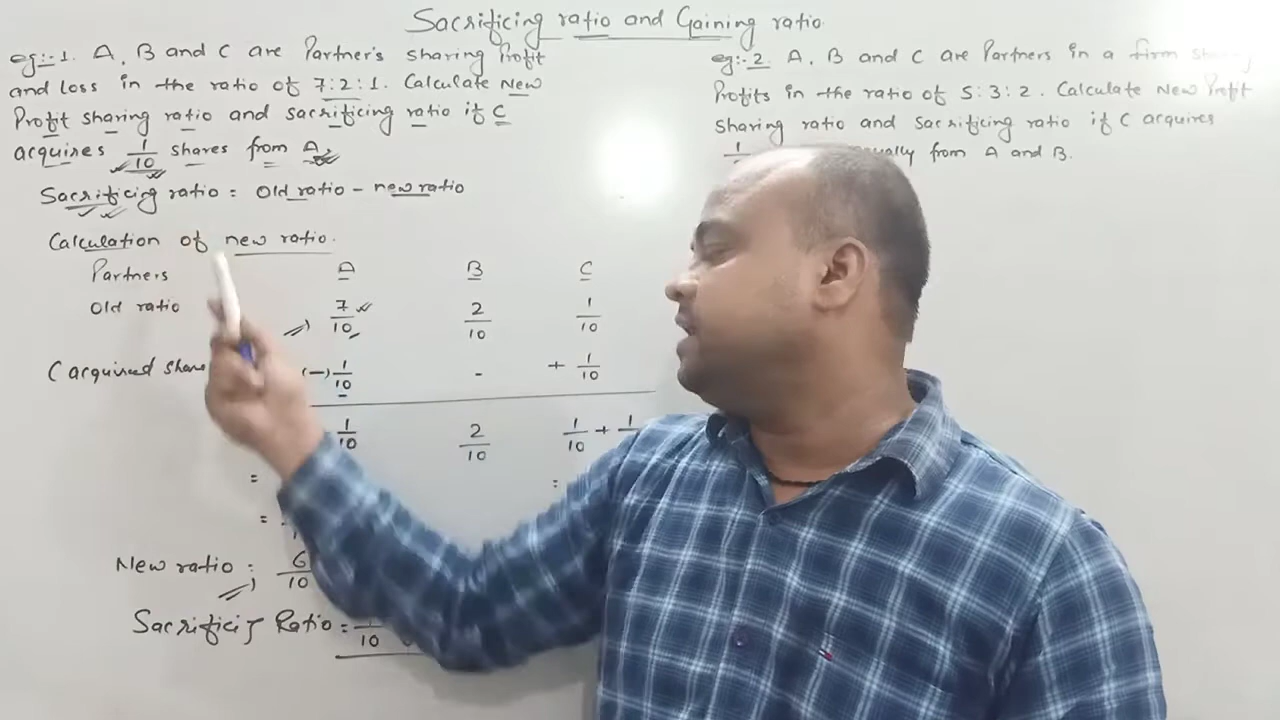 Sacrificing ratio and Gaining ratio
eg:-1. A, B and C are Partner's sharing Profit
and loss in the ratio of 7:2:1. Calculate New
Profit sharing ratio and sacrificing ratio if C
acquires 1/10 shares from A.
Sacrificing ratio = Old ratio - new ratio
Calculation of new ratio.
Partners A B C
Old ratio 7/10 2/10 1/10
C acquired share (-) 1/10 - + 1/10
1/10 2/10 1/10 +
=
:
=
New ratio : 6/10
Sacrificing Ratio =
eg:-2. A, B and C are Partners in a firm sharing
Profits in the ratio of 5:3:2. Calculate New Profit
sharing ratio and Sacrificing ratio if C acquires
from A and B.